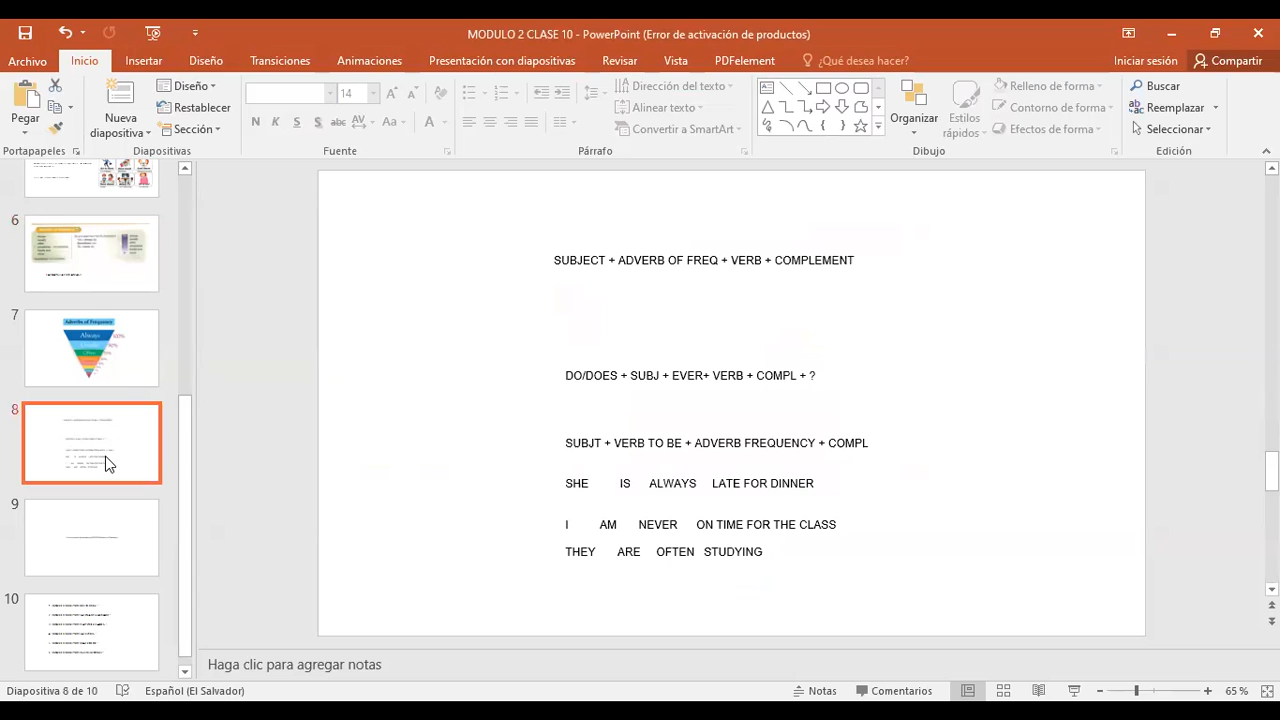 MODULO 2 CLASE 10 - PowerPoint (Error de activación de productos)
Archivo Inicio Insertar Diseño Transiciones Animaciones Presentación con diapositivas Revisar Vista PDFelement ¿Qué desea hacer? Iniciar sesión Compartir
Pegar
Portapapeles
Nueva diapositiva
Diseño
Restablecer
Sección
Diapositivas
14
N K S S abc AV Aa A
Fuente
Dirección del texto
Alinear texto
Convertir a SmartArt
Párrafo
Organizar
Estilos rápidos
Relleno de forma
Contorno de forma
Efectos de forma
Dibujo
Buscar
Reemplazar
Seleccionar
Edición
6
7
Adverbs of Frequency
Always
8
9
10
SUBJECT + ADVERB OF FREQ + VERB + COMPLEMENT
DO/DOES + SUBJ + EVER+ VERB + COMPL + ?
SUBJT + VERB TO BE + ADVERB FREQUENCY + COMPL
SHE IS ALWAYS LATE FOR DINNER
I AM NEVER ON TIME FOR THE CLASS
THEY ARE OFTEN STUDYING
Haga clic para agregar notas
Diapositiva 8 de 10 Español (El Salvador) Notas Comentarios 65 %